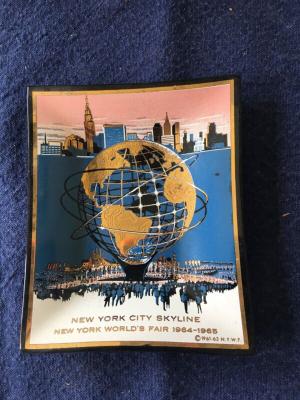 NEW YORK CITY SKYLINE
NEW YORK WORLD'S FAIR 1964-1965
©1961-63 N.Y.W.F.